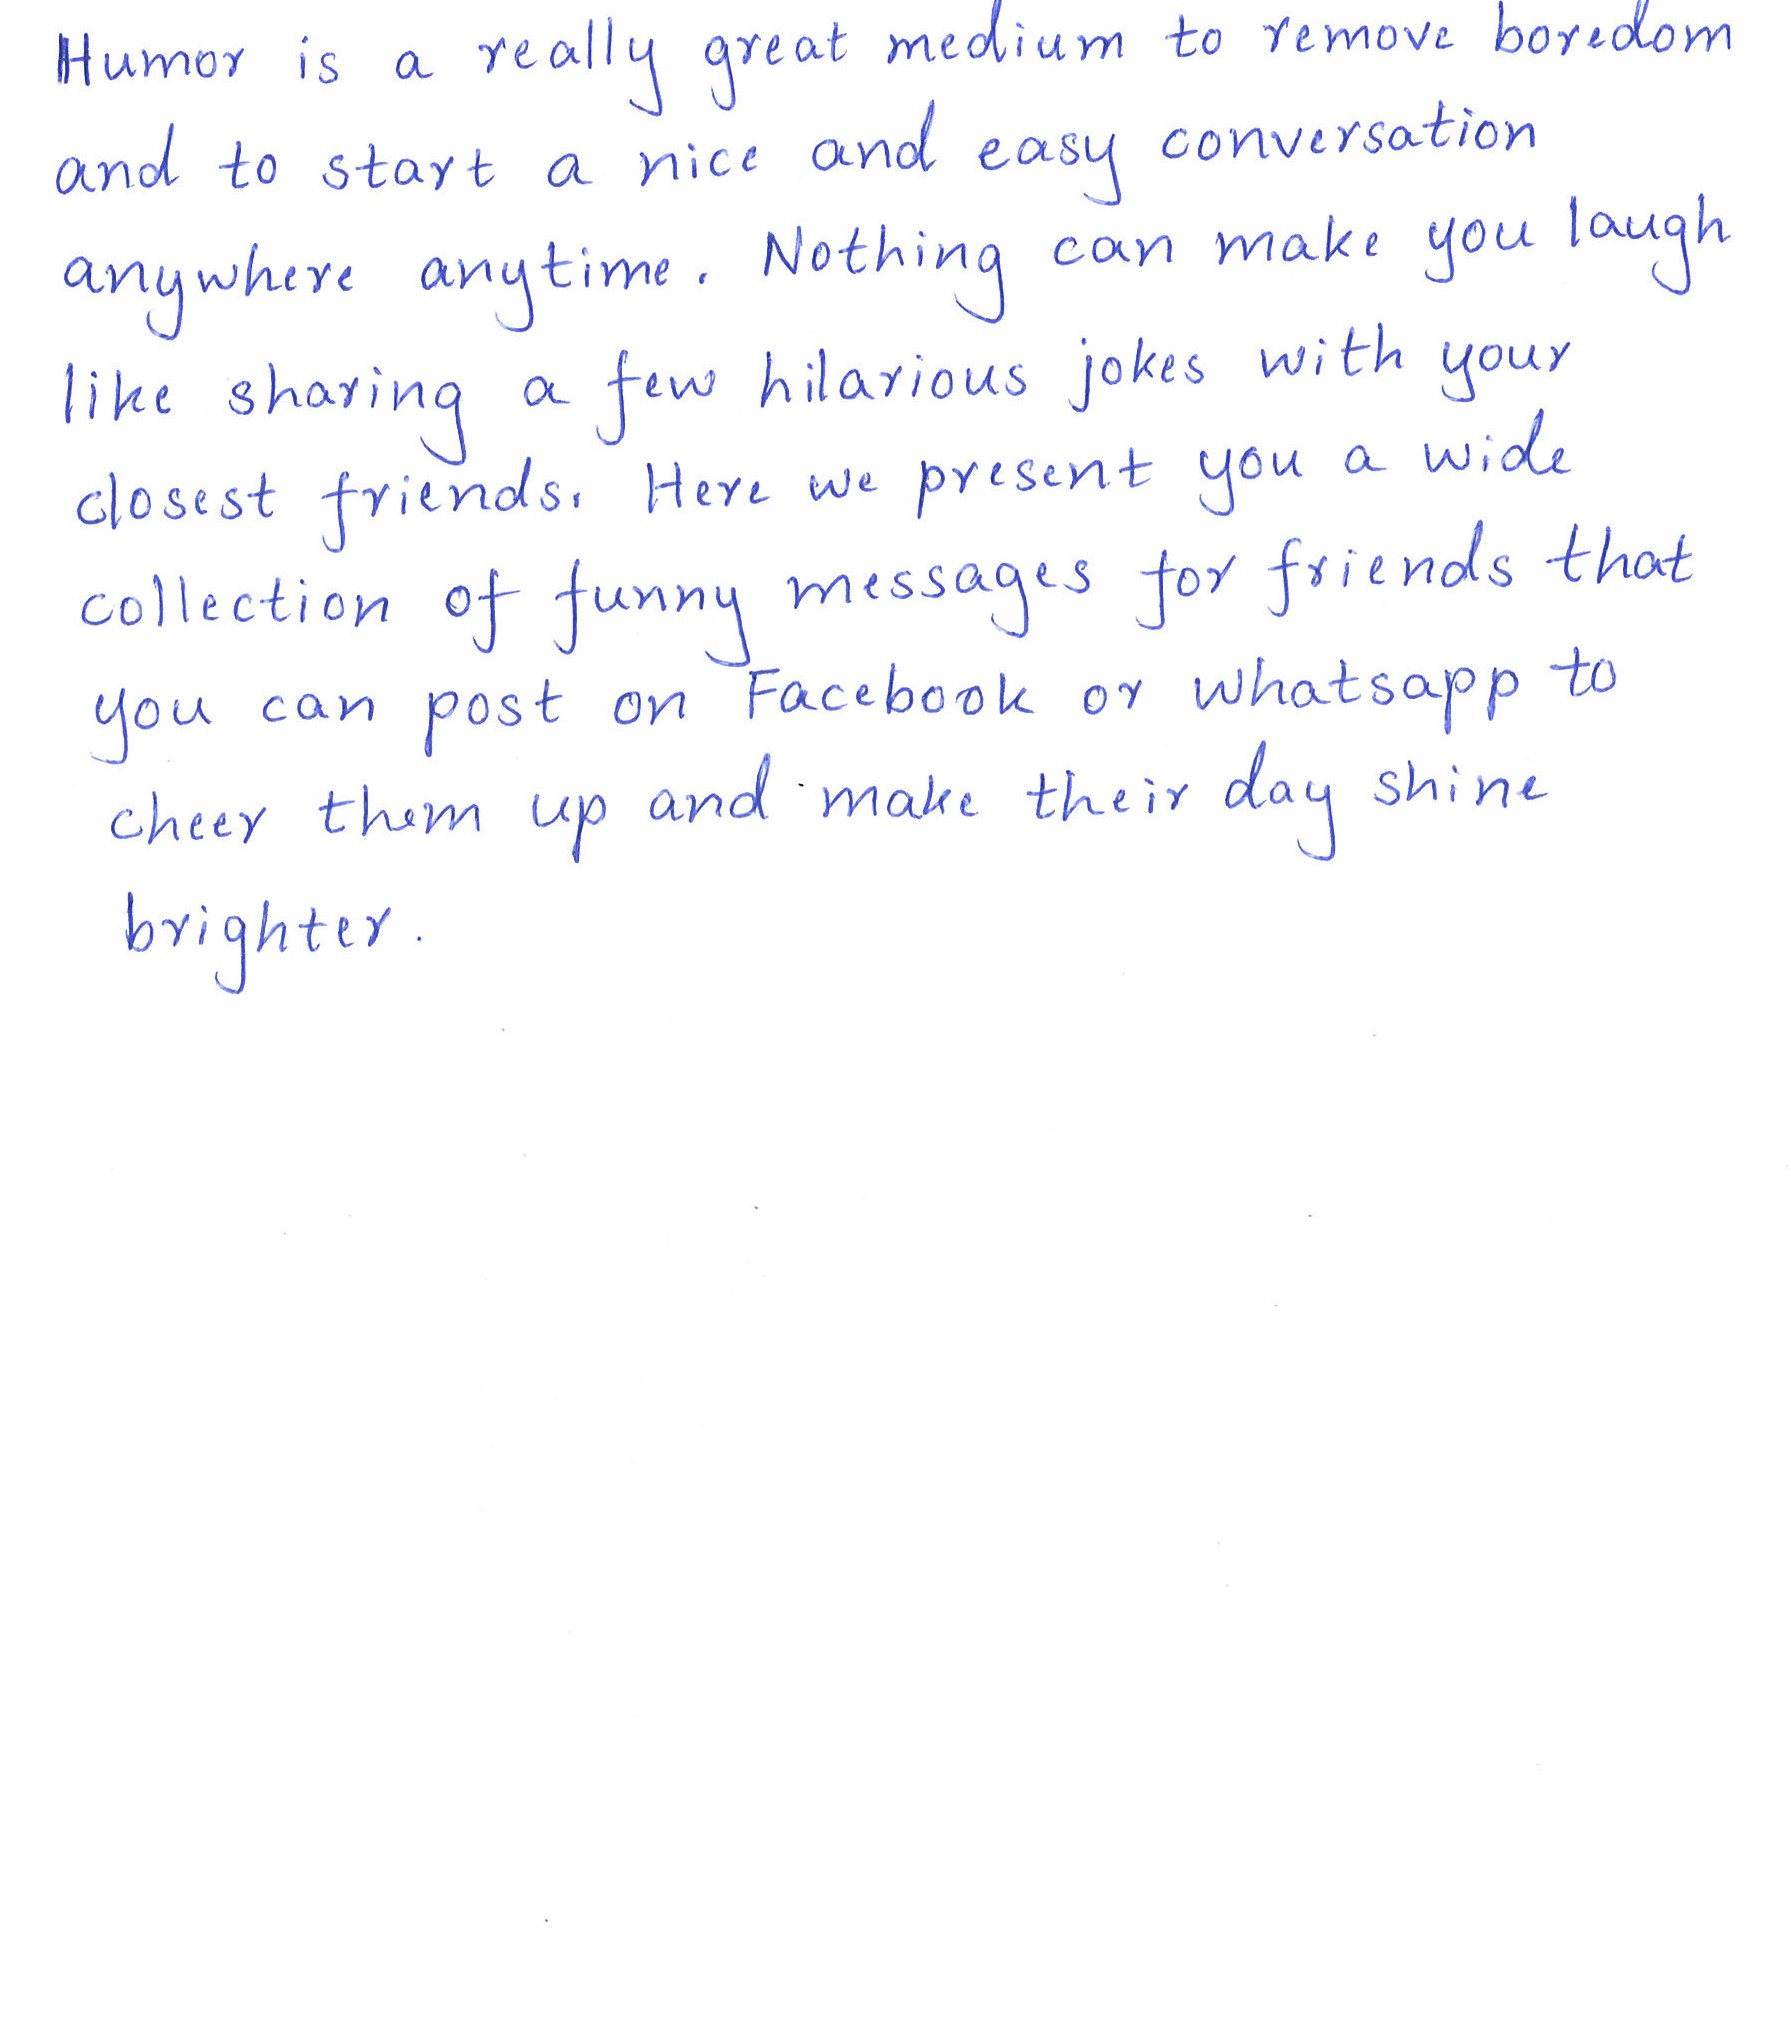 Humor is a really great medium to remove boredom
and to start a nice and easy conversation
anywhere anytime. Nothing can make you laugh
like sharing a few hilarious jokes with your
closest friends. Here we present you a wide
collection of funny messages for friends that
you can post on Facebook or whatsapp to
cheer them up and make their day shine
brighter.